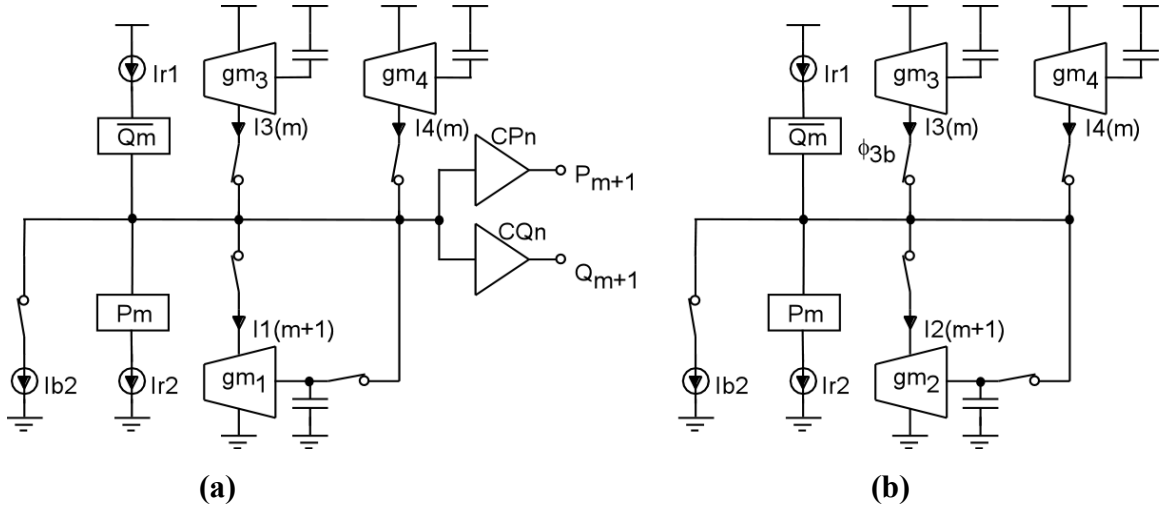 Ir1
gm3
gm4
Qm
I3(m)
I4(m)
CPn
Pm+1
CQn
Qm+1
Pm
I1(m+1)
Ib2
Ir2
gm1
(a)
Ir1
gm3
gm4
Qm
I3(m)
I4(m)
ϕ3b
Pm
I2(m+1)
Ib2
Ir2
gm2
(b)